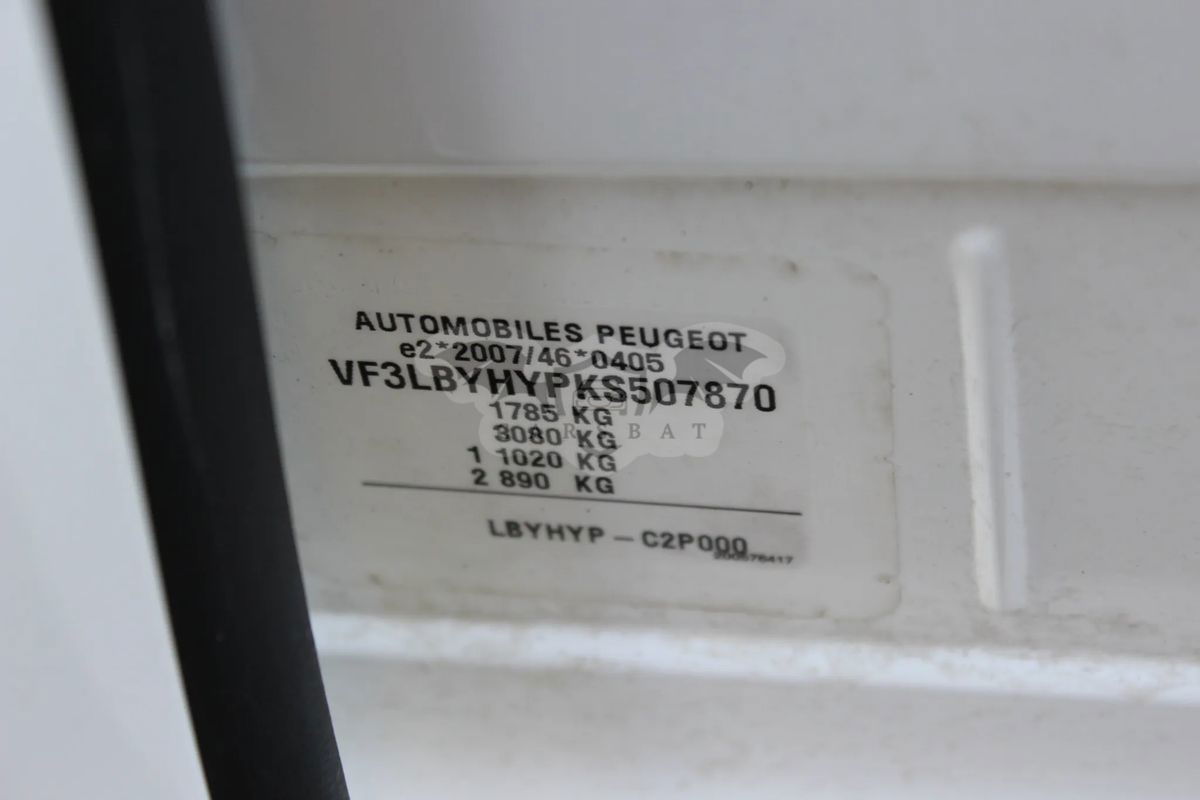 AUTOMOBILES PEUGEOT
e2*2007/46*0405
VF3LBYHYPKS507870
1785 KG
3080 KG
1 1020 KG
2 890 KG
LBYHYP - C2P000